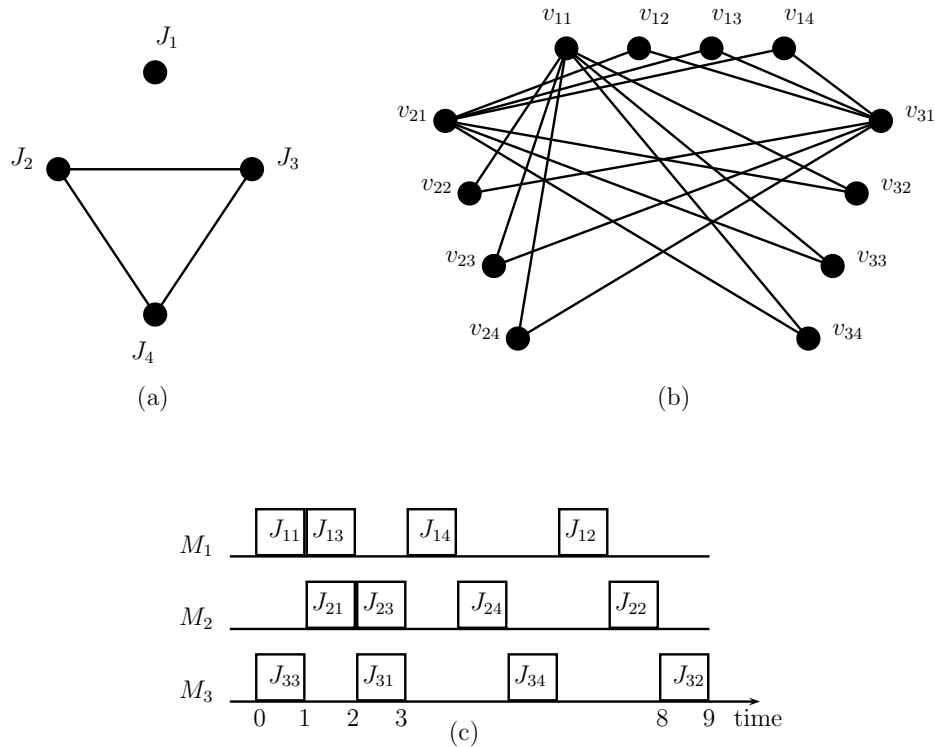 J₁
J₂ J₃
J₄
(a)
v₁₁ v₁₂ v₁₃ v₁₄
v₂₁ v₃₁
v₂₂ v₃₂
v₂₃ v₃₃
v₂₄ v₃₄
(b)
M₁ J₁₁ J₁₃ J₁₄ J₁₂
M₂ J₂₁ J₂₃ J₂₄ J₂₂
M₃ J₃₃ J₃₁ J₃₄ J₃₂
0 1 2 3 8 9 time
(c)